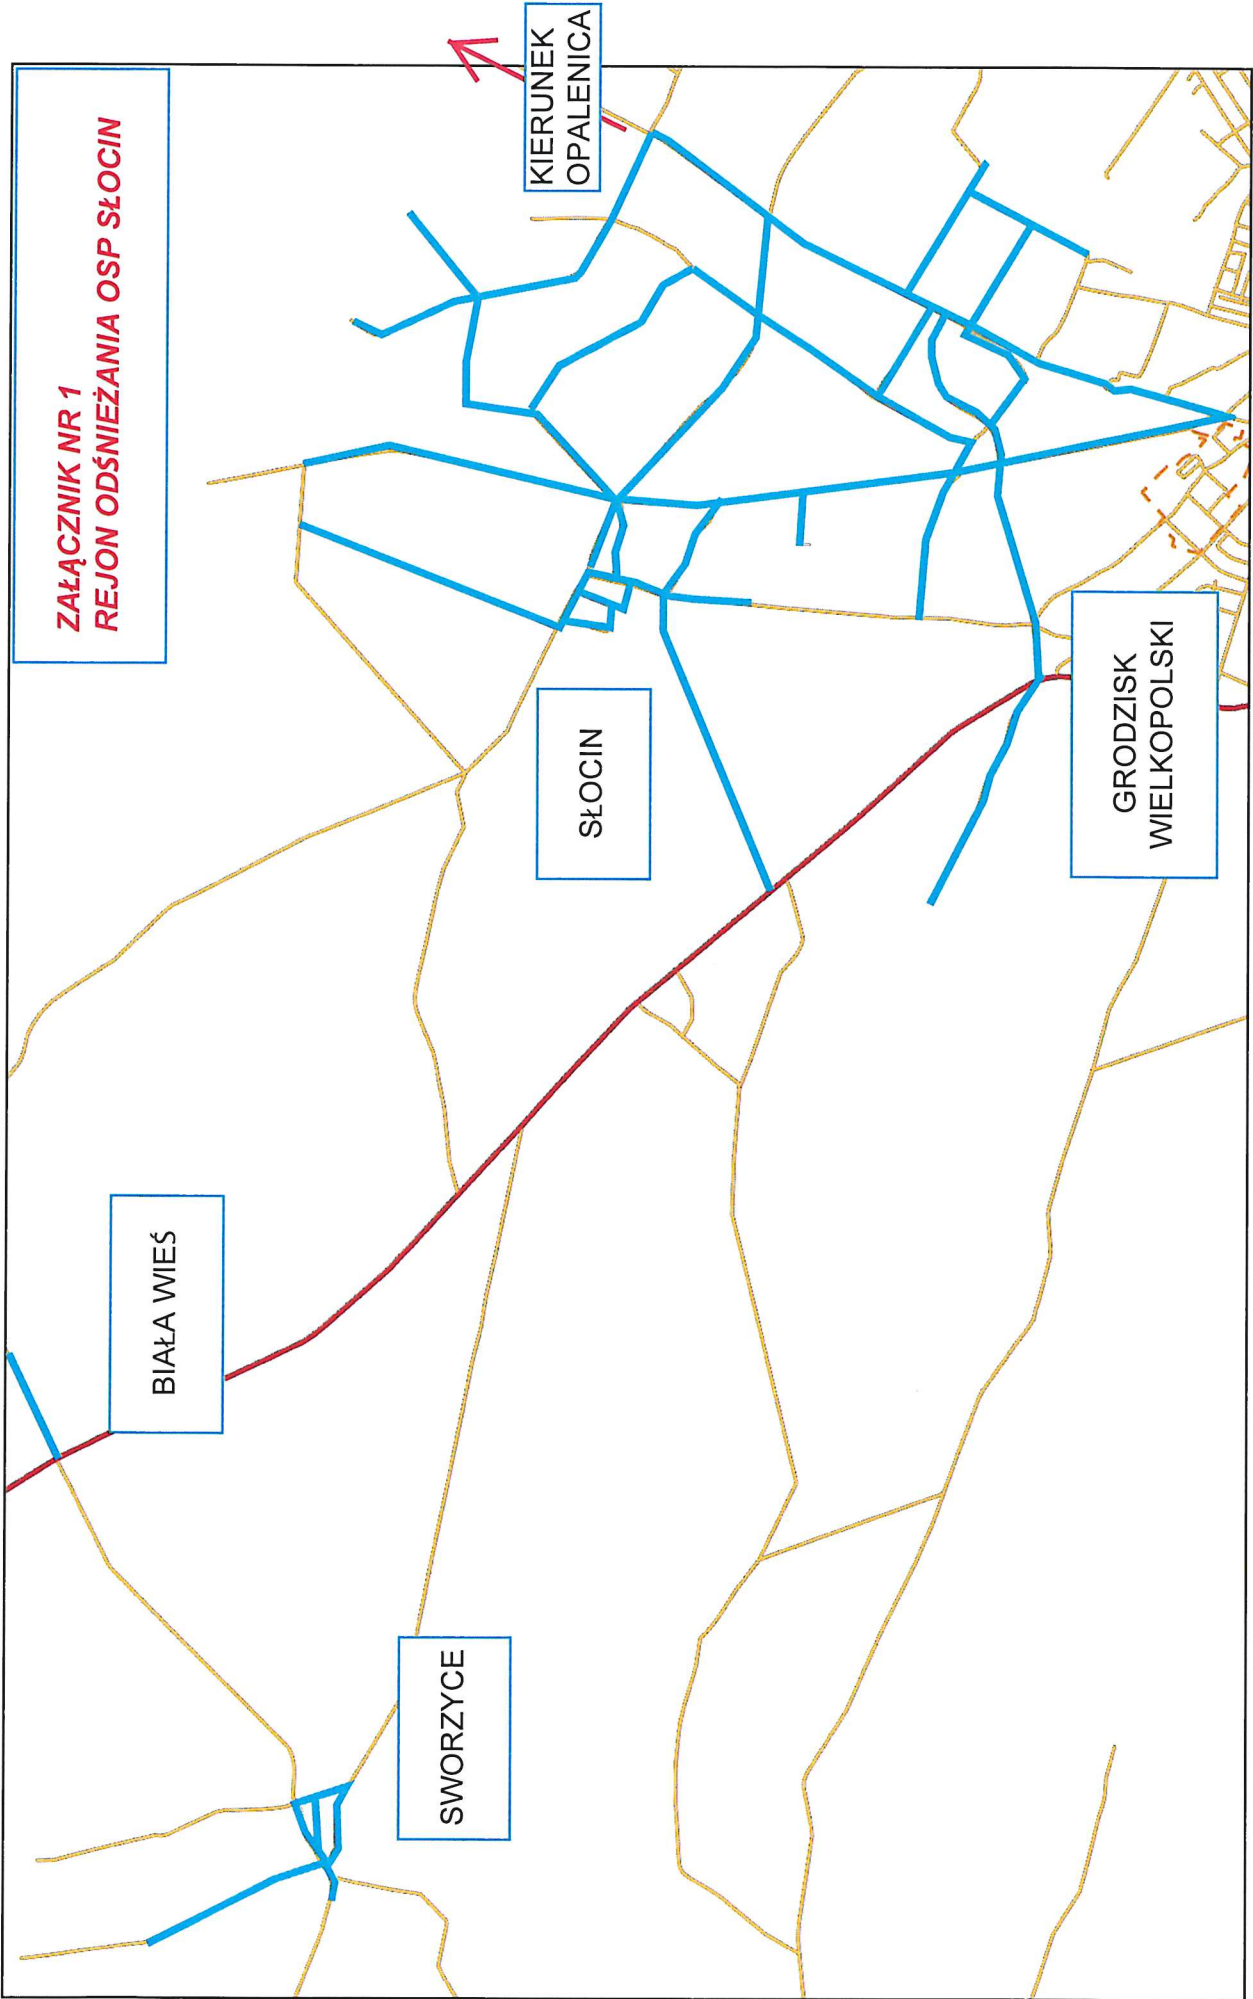 ZAŁĄCZNIK NR 1
REJON ODŚNIEŻANIA OSP SŁOCIN
KIERUNEK
OPALENICA
BIAŁA WIEŚ
SŁOCIN
SWORZYCE
GRODZISK
WIELKOPOLSKI